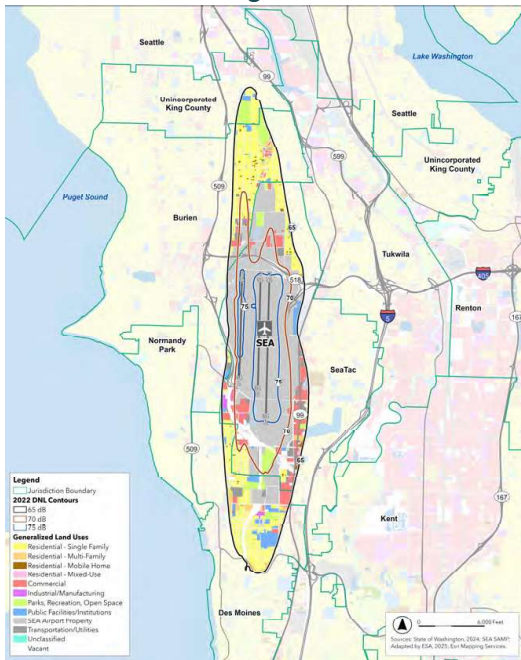 Seattle
99
Lake Washington
Unincorporated
King County
Seattle
599
Unincorporated
King County
509
Puget Sound
Burien
65
Tukwila
518
405
70
75
5
Renton
167
SEA
Normandy
Park
SeaTac
75
99
70
509
65
167
Kent
Des Moines
Legend
Jurisdiction Boundary
2022 DNL Contours
65 dB
70 dB
75 dB
Generalized Land Uses
Residential - Single Family
Residential - Multi-Family
Residential - Mobile Home
Residential - Mixed-Use
Commercial
Industrial/Manufacturing
Parks, Recreation, Open Space
Public Facilities/Institutions
SEA Airport Property
Transportation/Utilities
Unclassified
Vacant
0 6,000 Feet
Sources: State of Washington, 2024; SEA SAMP;
Adapted by ESA, 2025; Esri Mapping Services.